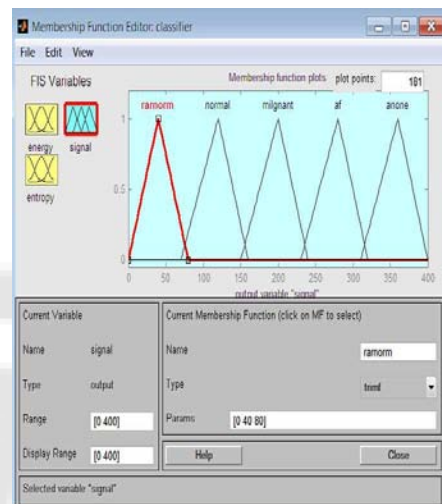 Membership Function Editor: classifier
File Edit View
FIS Variables
Membership function plots plot points: 181
energy signal
entropy
ramorm normal milgnant af anone
1
0.5
0
0 50 100 150 200 250 300 350 400
output variable "signal"
Current Variable
Name signal
Type output
Range [0 400]
Display Range [0 400]
Current Membership Function (click on MF to select)
Name ramorm
Type trimf
Params [0 40 80]
Help Close
Selected variable "signal"